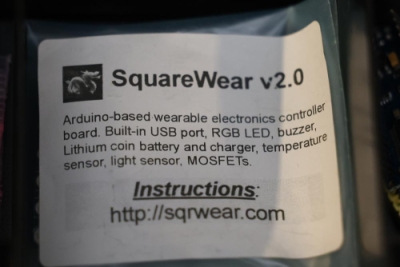 SquareWear v2.0
Arduino-based wearable electronics controller
board. Built-in USB port, RGB LED, buzzer,
Lithium coin battery and charger, temperature
sensor, light sensor, MOSFETs.
Instructions:
http://sqrwear.com